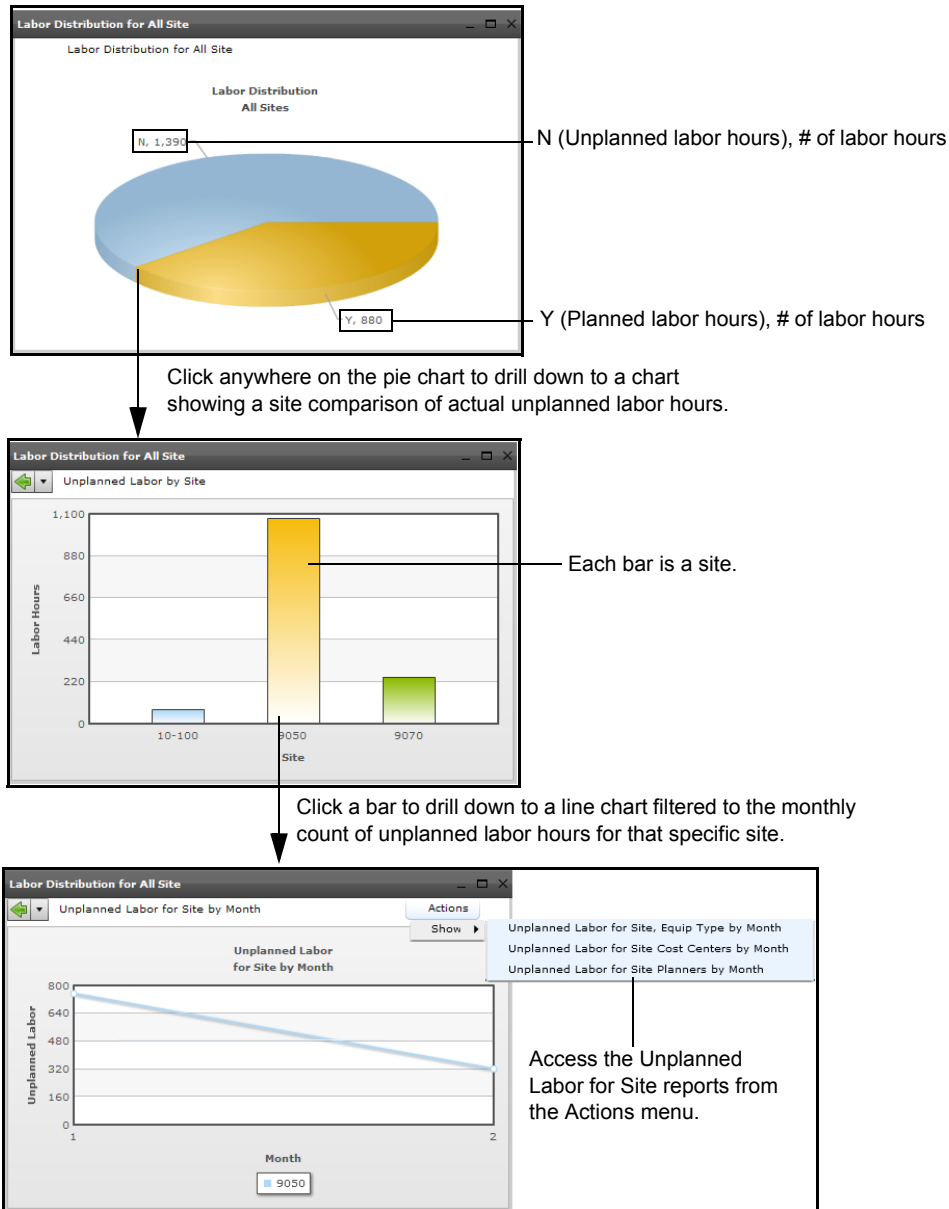 Labor Distribution for All Site
Labor Distribution for All Site
Labor Distribution
All Sites
N, 1,390
N (Unplanned labor hours), # of labor hours
Y, 880
Y (Planned labor hours), # of labor hours
Click anywhere on the pie chart to drill down to a chart
showing a site comparison of actual unplanned labor hours.
Labor Distribution for All Site
Unplanned Labor by Site
1,100
880
660
440
220
0
Labor Hours
10-100 9050 9070
Site
Each bar is a site.
Click a bar to drill down to a line chart filtered to the monthly
count of unplanned labor hours for that specific site.
Labor Distribution for All Site
Unplanned Labor for Site by Month
Actions
Show
Unplanned Labor for Site, Equip Type by Month
Unplanned Labor for Site Cost Centers by Month
Unplanned Labor for Site Planners by Month
Unplanned Labor
for Site by Month
800
640
480
320
160
0
Unplanned Labor
1 2
Month
9050
Access the Unplanned
Labor for Site reports from
the Actions menu.